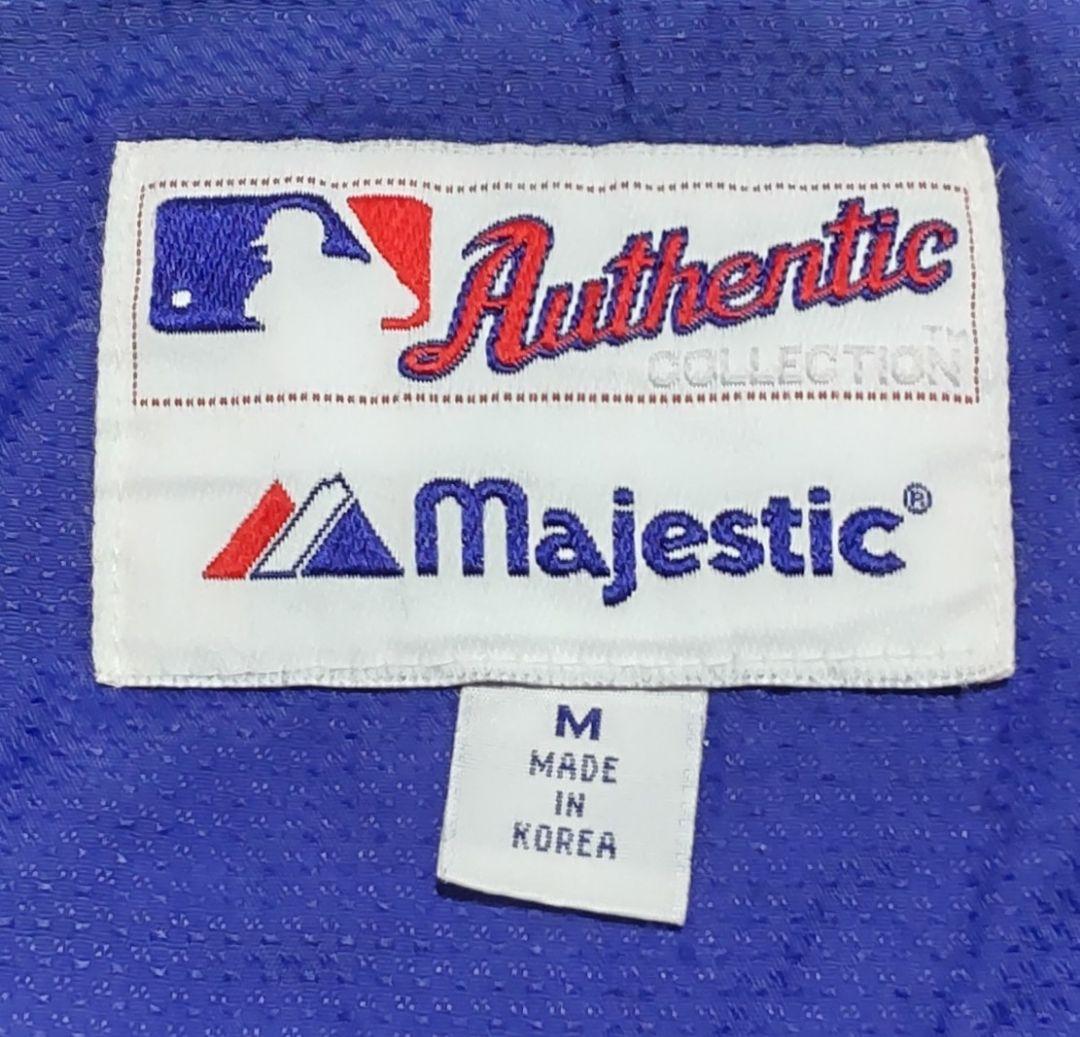 Authentic
COLLECTION™
Majestic®
M
MADE
IN
KOREA